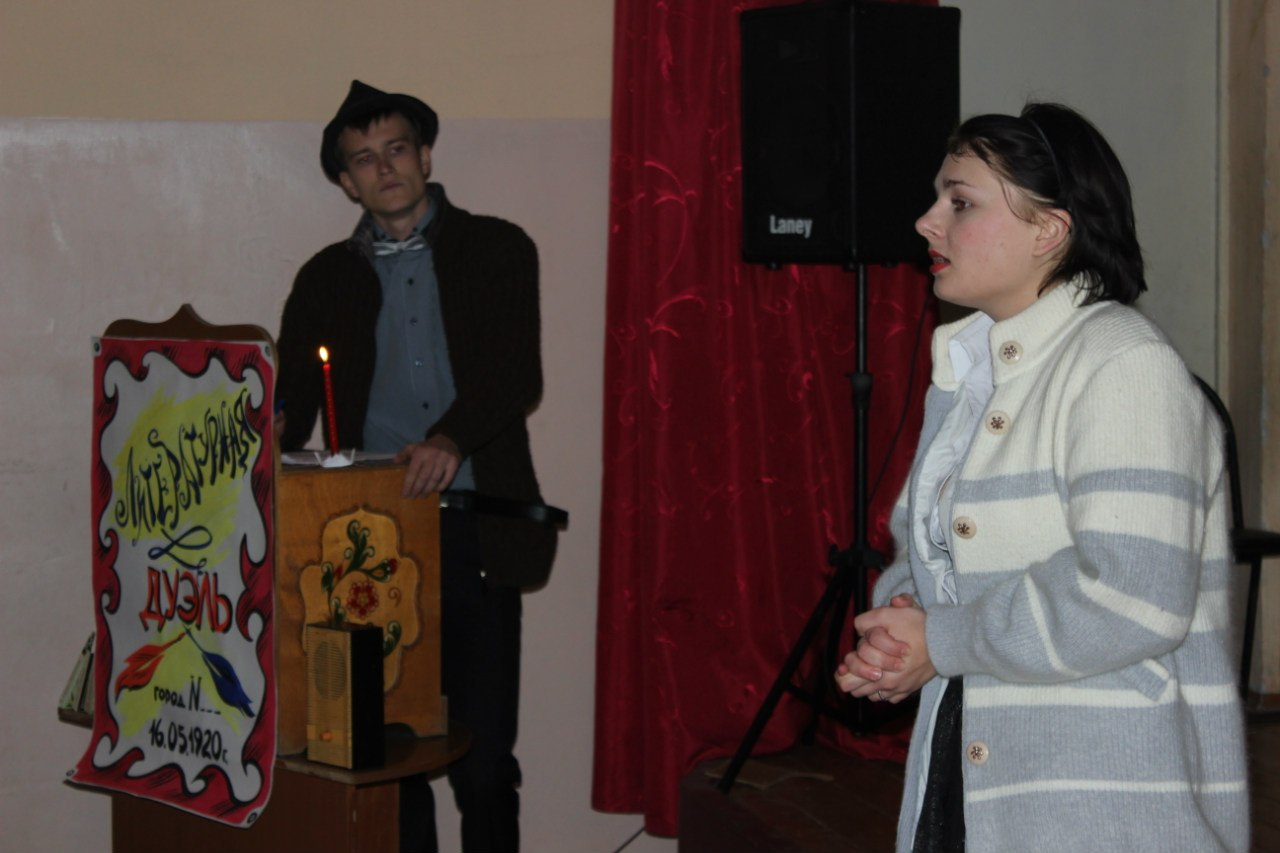 ЛИТЕРАТУРНАЯ
ДУЭЛЬ
ГОРОД N...
16.05.1920г.
Laney